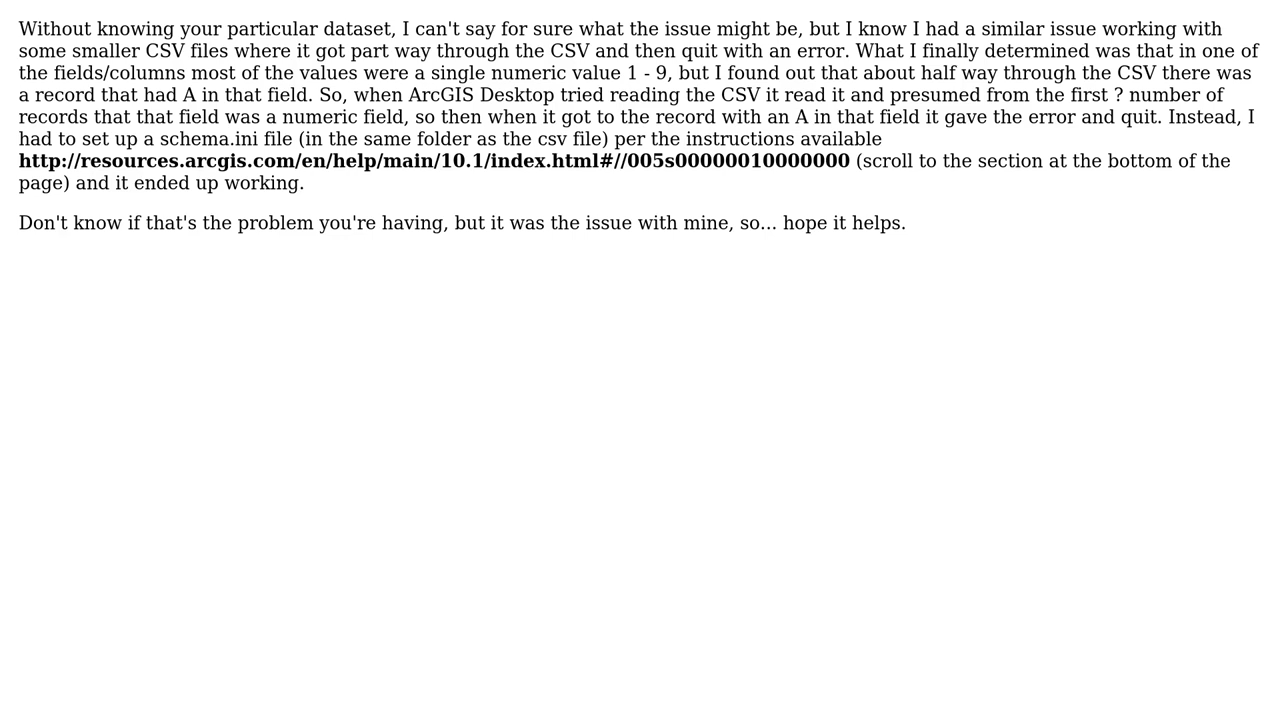 Without knowing your particular dataset, I can't say for sure what the issue might be, but I know I had a similar issue working with
some smaller CSV files where it got part way through the CSV and then quit with an error. What I finally determined was that in one of
the fields/columns most of the values were a single numeric value 1 - 9, but I found out that about half way through the CSV there was
a record that had A in that field. So, when ArcGIS Desktop tried reading the CSV it read it and presumed from the first ? number of
records that that field was a numeric field, so then when it got to the record with an A in that field it gave the error and quit. Instead, I
had to set up a schema.ini file (in the same folder as the csv file) per the instructions available
http://resources.arcgis.com/en/help/main/10.1/index.html#//005s00000010000000 (scroll to the section at the bottom of the
page) and it ended up working.
Don't know if that's the problem you're having, but it was the issue with mine, so... hope it helps.